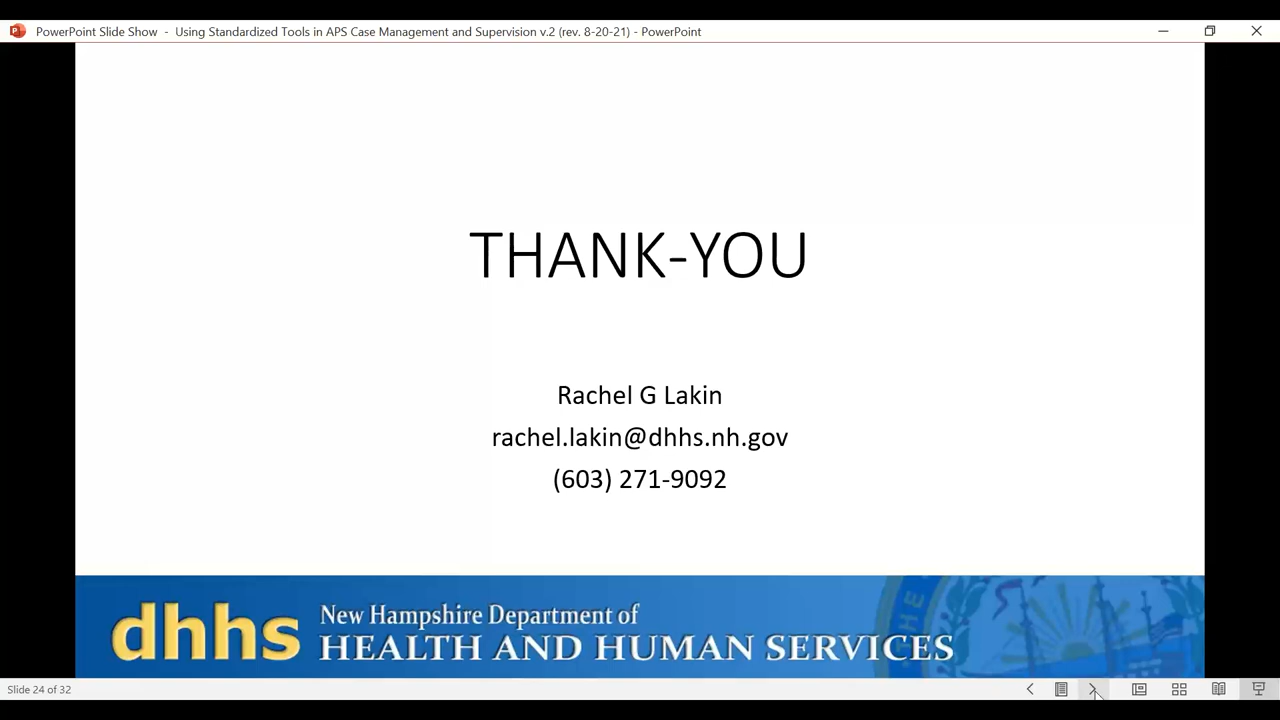 PowerPoint Slide Show - Using Standardized Tools in APS Case Management and Supervision v.2 (rev. 8-20-21) - PowerPoint
THANK-YOU
Rachel G Lakin
rachel.lakin@dhhs.nh.gov
(603) 271-9092
dhhs New Hampshire Department of
HEALTH AND HUMAN SERVICES
THE
Slide 24 of 32